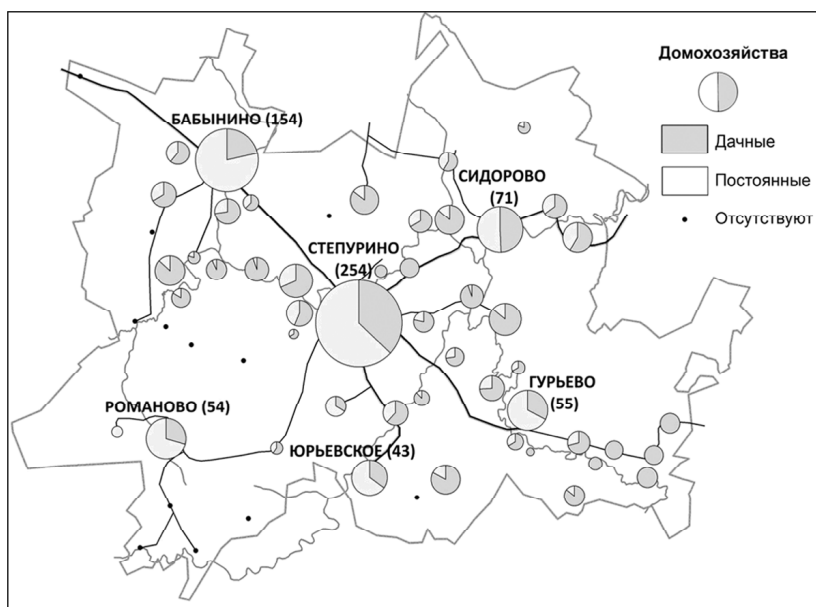 Домохозяйства
Дачные
Постоянные
Отсутствуют
БАБЫНИНО (154)
СИДОРОВО
(71)
СТЕПУРИНО
(254)
ГУРЬЕВО
(55)
РОМАНОВО (54)
ЮРЬЕВСКОЕ (43)